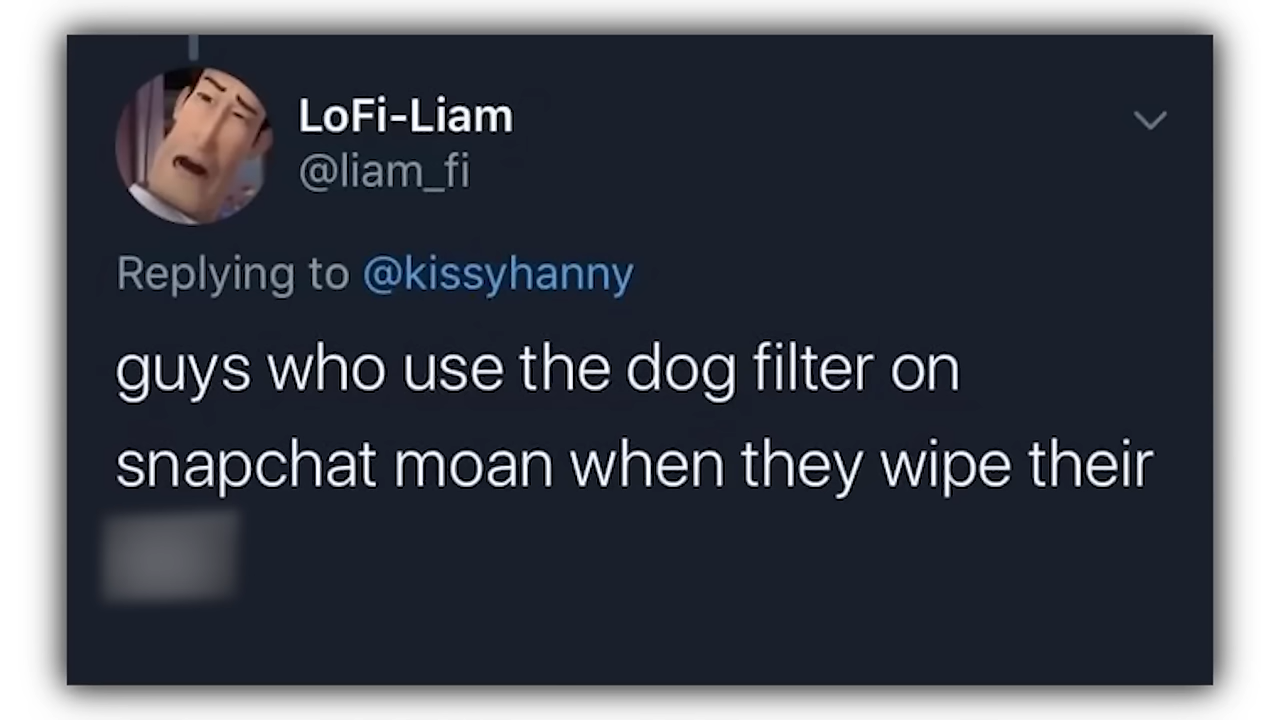 LoFi-Liam
@liam_fi
Replying to @kissyhanny
guys who use the dog filter on
snapchat moan when they wipe their